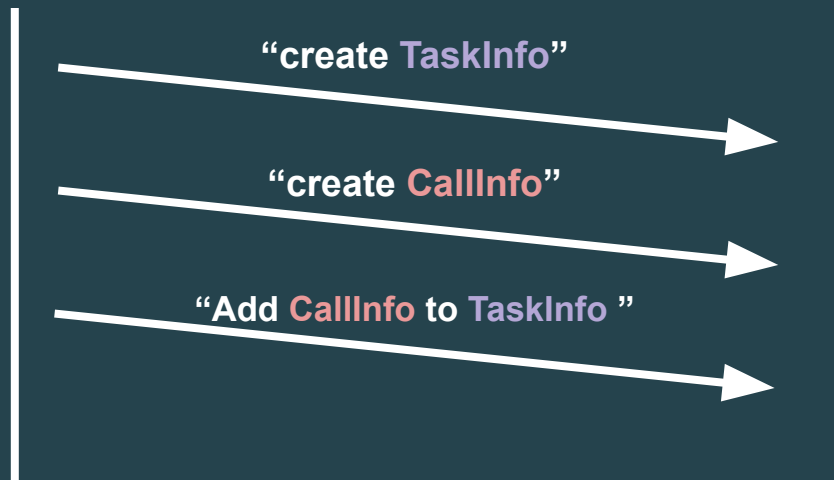 “create TaskInfo”
“create CallInfo”
“Add CallInfo to TaskInfo ”